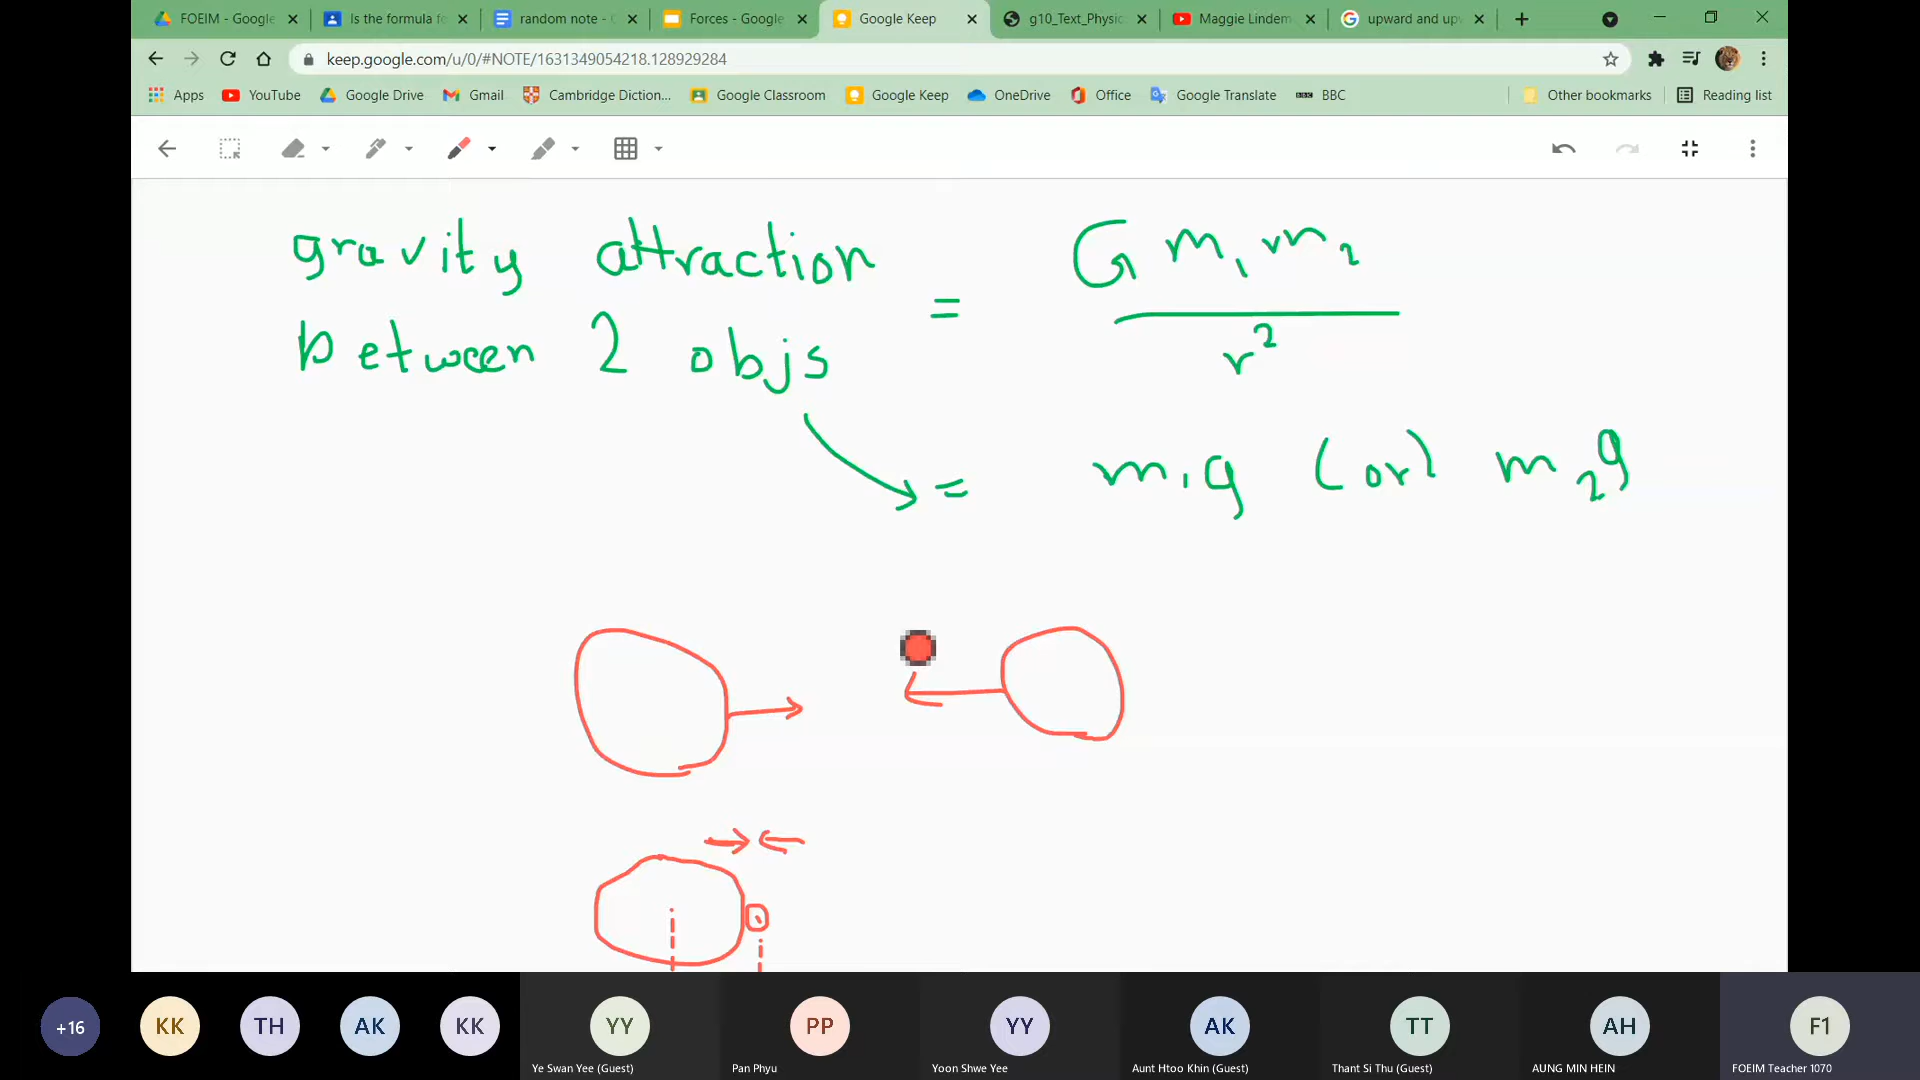 FOEIM - Google
Is the formula fo
random note - G
Forces - Google
Google Keep
g10_Text_Physic
Maggie Lindem
upward and upw
keep.google.com/u/0/#NOTE/1631349054218.128929284
Apps
YouTube
Google Drive
Gmail
Cambridge Diction...
Google Classroom
Google Keep
OneDrive
Office
Google Translate
BBC
Other bookmarks
Reading list
gravity attraction
between 2 objs
= G m₁ m₂
r²
= m₁g (or) m₂g
+16
KK
TH
AK
KK
YY
PP
YY
AK
TT
AH
F1
Ye Swan Yee (Guest)
Pan Phyu
Yoon Shwe Yee
Aunt Htoo Khin (Guest)
Thant Si Thu (Guest)
AUNG MIN HEIN
FOEIM Teacher 1070